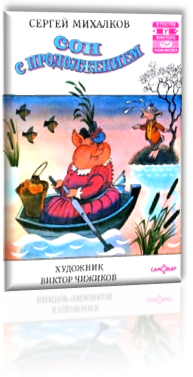 СЕРГЕЙ МИХАЛКОВ
СОН
С ПРОДОЛЖЕНИЕМ
ХУДОЖНИК
ВИКТОР ЧИЖИКОВ
САМОВАР